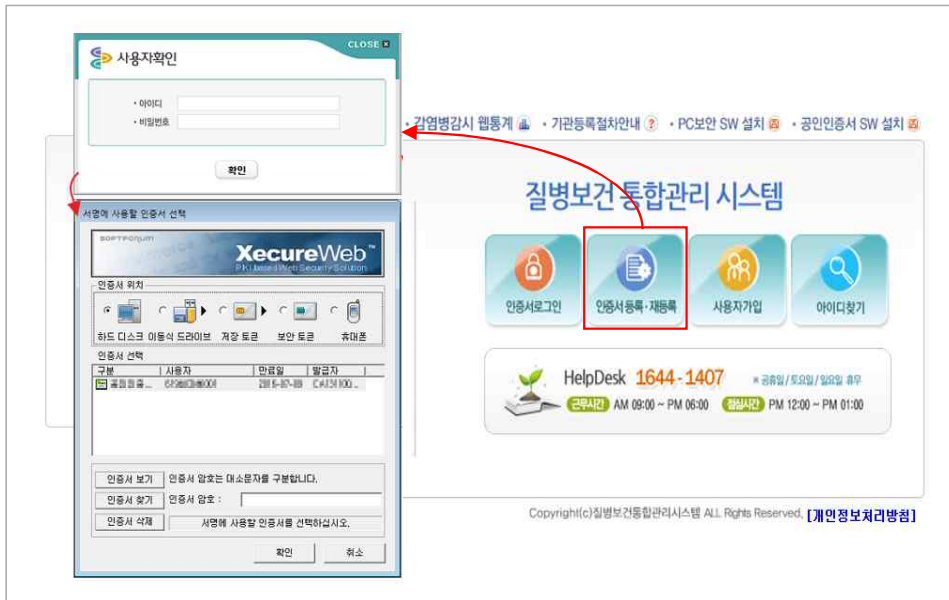 CLOSE
사용자확인
• 아이디
• 비밀번호
확인
• 감염병감시 웹통계
• 기관등록절차안내 ?
• PC보안 SW 설치
• 공인인증서 SW 설치
질병보건 통합관리 시스템
인증서로그인
인증서등록·재등록
사용자가입
아이디찾기
HelpDesk 1644-1407
※ 공휴일/토요일/일요일 휴무
근무시간 AM 09:00 ~ PM 06:00
점심시간 PM 12:00 ~ PM 01:00
Copyright(c)질병보건통합관리시스템 ALL Rights Reserved.
[개인정보처리방침]
서명에 사용할 인증서 선택
SOFTFORUM
XecureWeb™
PKI based Web Security Solution
인증서 위치
하드 디스크 이동식 드라이브 저장 토큰 보안 토큰 휴대폰
인증서 선택
구분 사용자 만료일 발급자
인증서 보기 인증서 암호는 대소문자를 구분합니다.
인증서 찾기 인증서 암호 :
인증서 삭제 서명에 사용할 인증서를 선택하십시오.
확인 취소